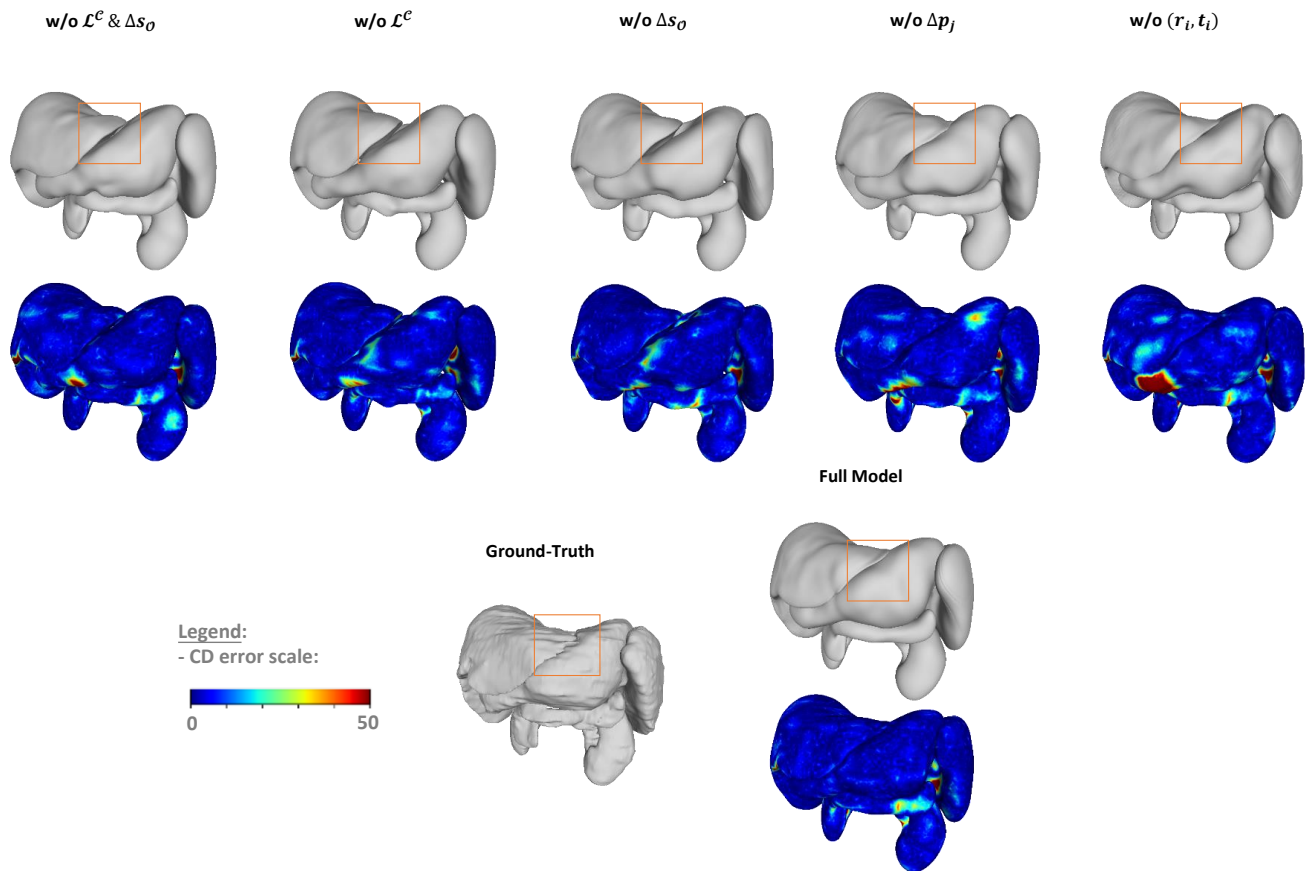 w/o ℒ^𝒞 & Δs_𝒪
w/o ℒ^𝒞
w/o Δs_𝒪
w/o Δp_j
w/o (r_i, t_i)
Full Model
Ground-Truth
Legend:
- CD error scale:
0 50